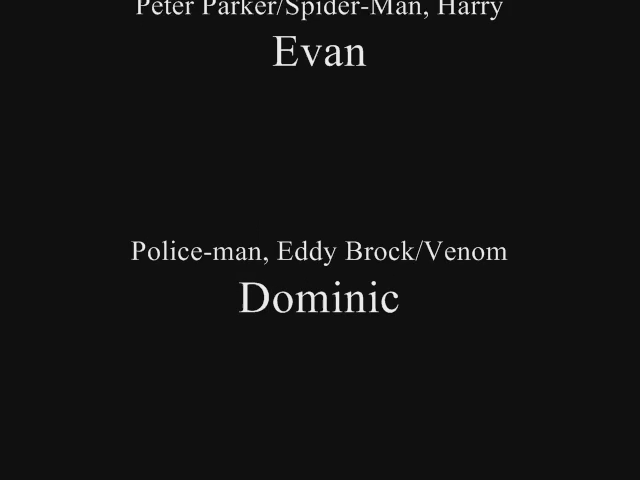 Peter Parker/Spider-Man, Harry
Evan
Police-man, Eddy Brock/Venom
Dominic